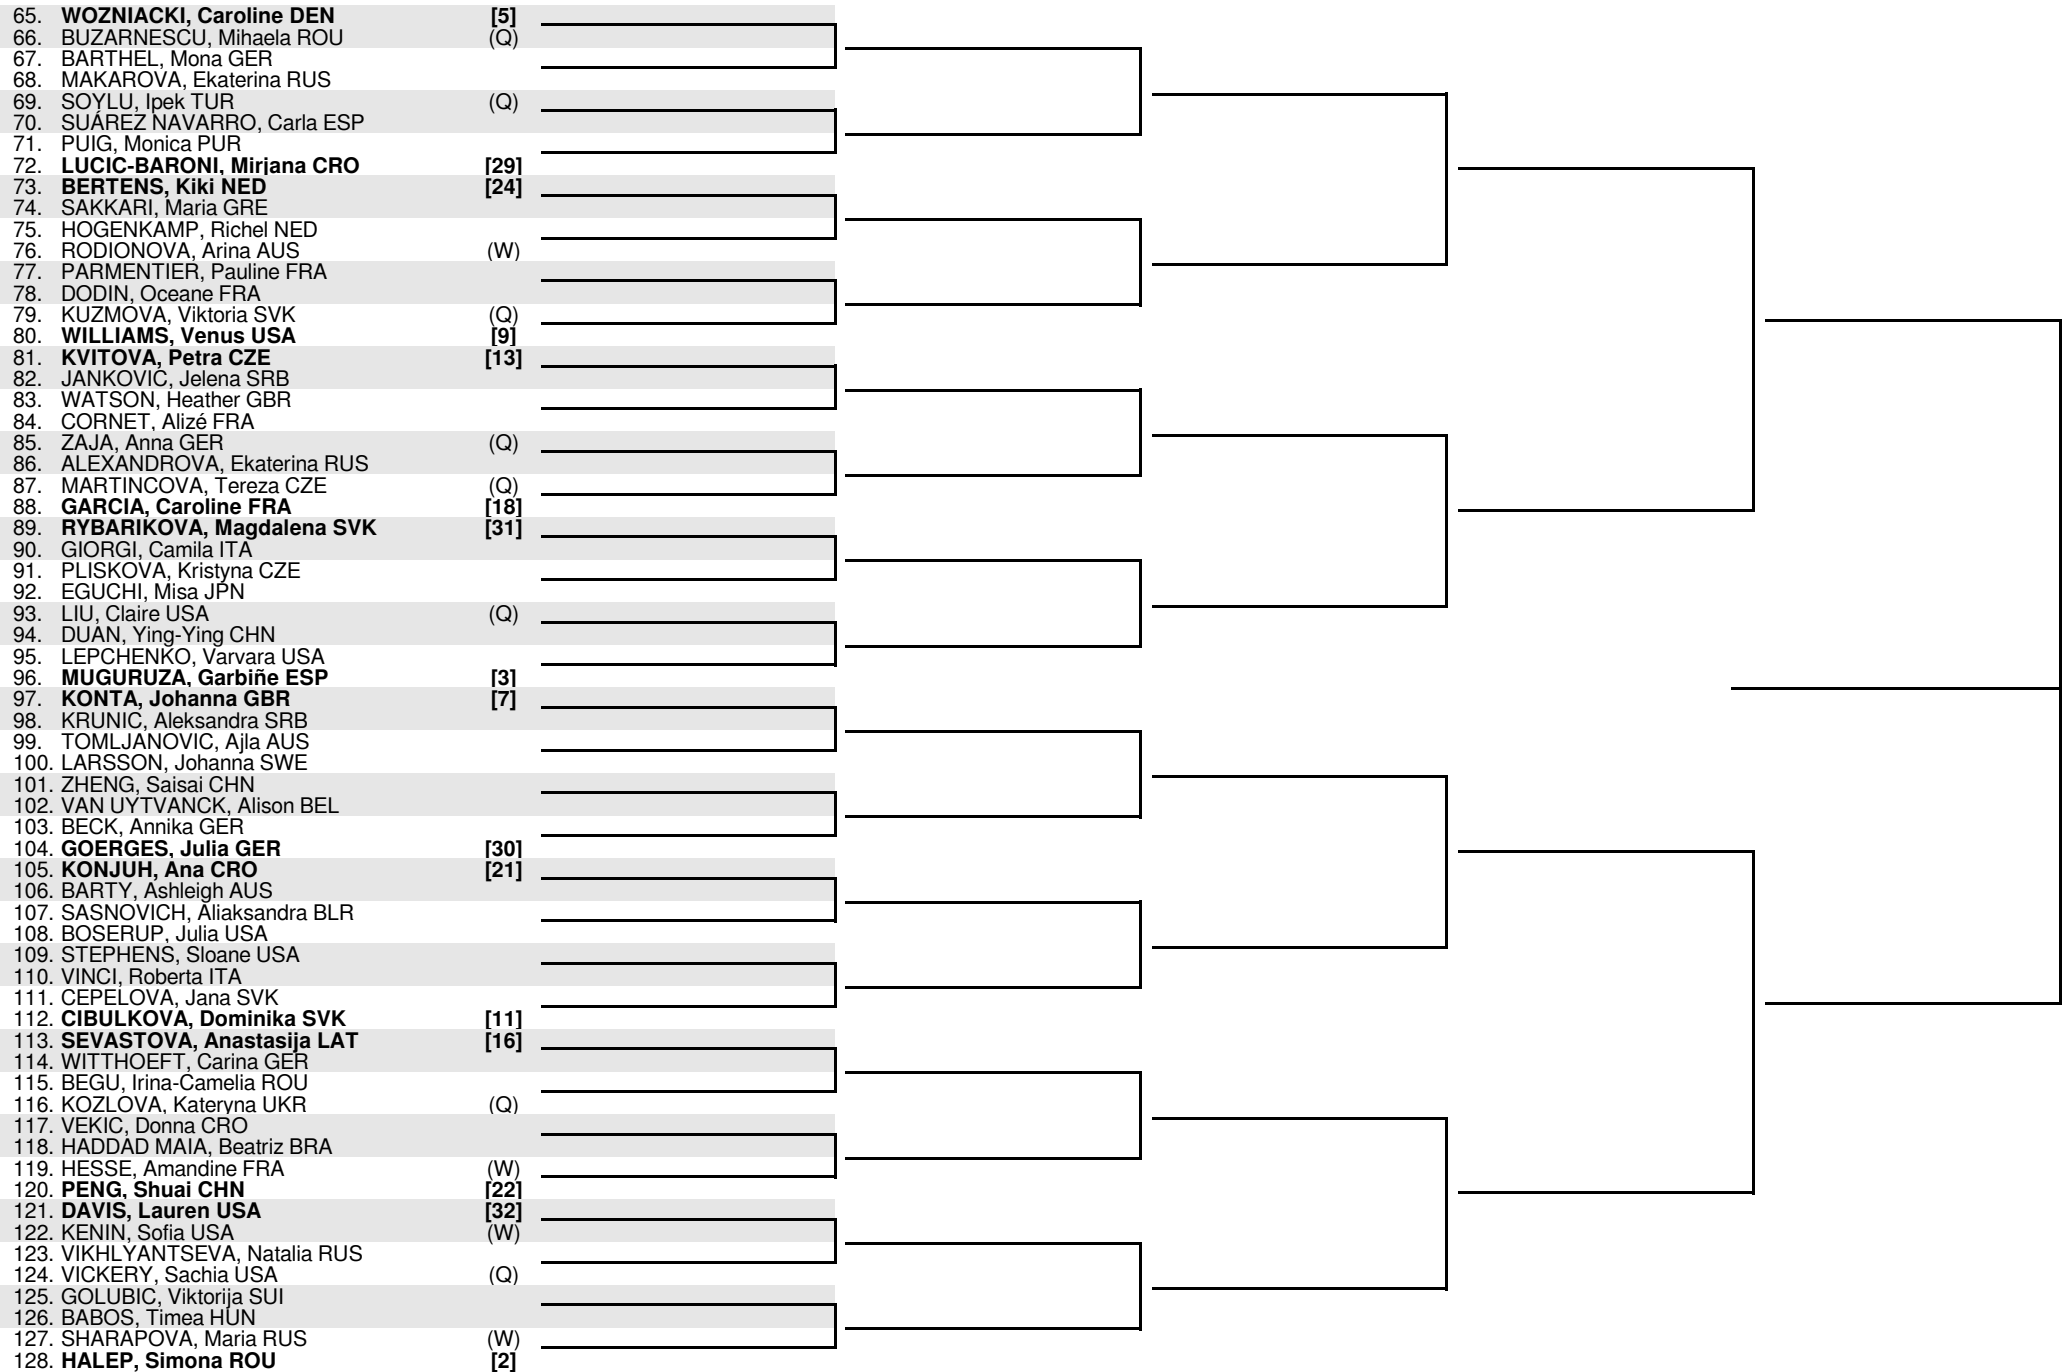 65. WOZNIACKI, Caroline DEN [5]
66. BUZARNESCU, Mihaela ROU (Q)
67. BARTHEL, Mona GER
68. MAKAROVA, Ekaterina RUS
69. SOYLU, Ipek TUR (Q)
70. SUÁREZ NAVARRO, Carla ESP
71. PUIG, Monica PUR
72. LUCIC-BARONI, Mirjana CRO [29]
73. BERTENS, Kiki NED [24]
74. SAKKARI, Maria GRE
75. HOGENKAMP, Richel NED
76. RODIONOVA, Arina AUS (W)
77. PARMENTIER, Pauline FRA
78. DODIN, Oceane FRA
79. KUZMOVA, Viktoria SVK (Q)
80. WILLIAMS, Venus USA [9]
81. KVITOVA, Petra CZE [13]
82. JANKOVIC, Jelena SRB
83. WATSON, Heather GBR
84. CORNET, Alizé FRA
85. ZAJA, Anna GER (Q)
86. ALEXANDROVA, Ekaterina RUS
87. MARTINCOVA, Tereza CZE (Q)
88. GARCIA, Caroline FRA [18]
89. RYBARIKOVA, Magdalena SVK [31]
90. GIORGI, Camila ITA
91. PLISKOVA, Kristyna CZE
92. EGUCHI, Misa JPN
93. LIU, Claire USA (Q)
94. DUAN, Ying-Ying CHN
95. LEPCHENKO, Varvara USA
96. MUGURUZA, Garbiñe ESP [3]
97. KONTA, Johanna GBR [7]
98. KRUNIC, Aleksandra SRB
99. TOMLJANOVIC, Ajla AUS
100. LARSSON, Johanna SWE
101. ZHENG, Saisai CHN
102. VAN UYTVANCK, Alison BEL
103. BECK, Annika GER
104. GOERGES, Julia GER [30]
105. KONJUH, Ana CRO [21]
106. BARTY, Ashleigh AUS
107. SASNOVICH, Aliaksandra BLR
108. BOSERUP, Julia USA
109. STEPHENS, Sloane USA
110. VINCI, Roberta ITA
111. CEPELOVA, Jana SVK
112. CIBULKOVA, Dominika SVK [11]
113. SEVASTOVA, Anastasija LAT [16]
114. WITTHOEFT, Carina GER
115. BEGU, Irina-Camelia ROU
116. KOZLOVA, Kateryna UKR (Q)
117. VEKIC, Donna CRO
118. HADDAD MAIA, Beatriz BRA
119. HESSE, Amandine FRA (W)
120. PENG, Shuai CHN [22]
121. DAVIS, Lauren USA [32]
122. KENIN, Sofia USA (W)
123. VIKHLYANTSEVA, Natalia RUS
124. VICKERY, Sachia USA (Q)
125. GOLUBIC, Viktorija SUI
126. BABOS, Timea HUN
127. SHARAPOVA, Maria RUS (W)
128. HALEP, Simona ROU [2]